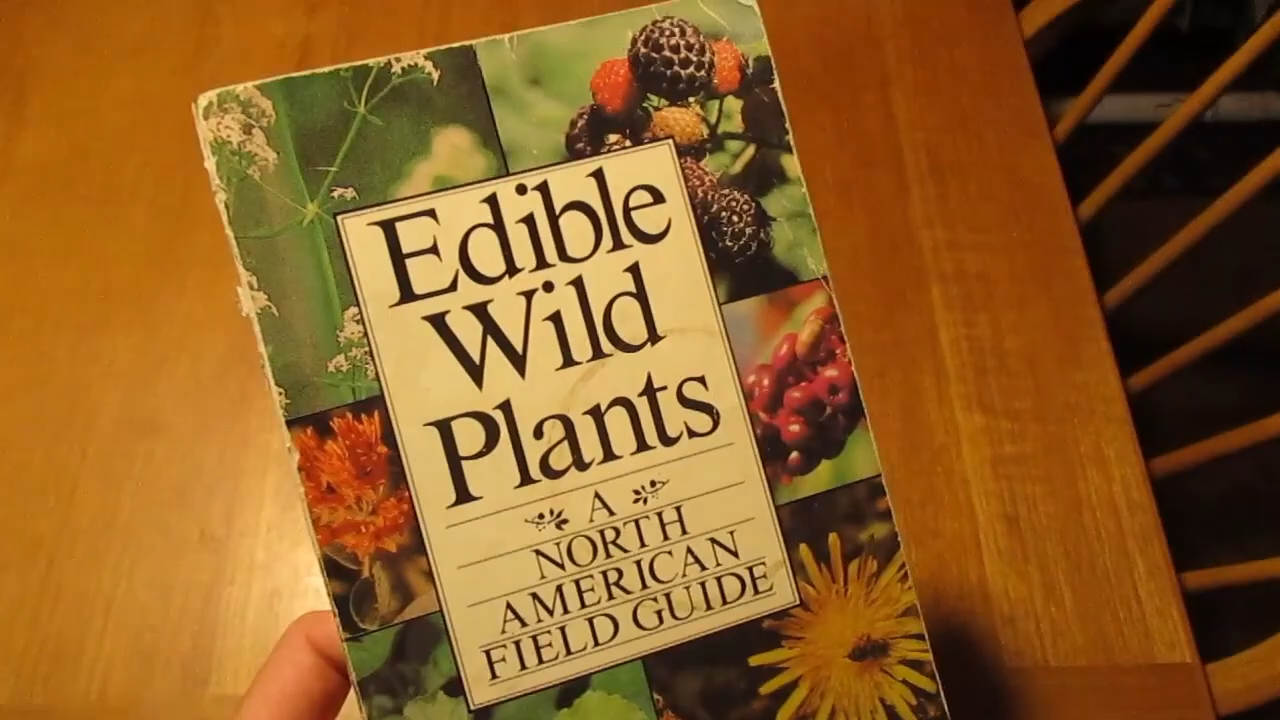 Edible
Wild
Plants
A
NORTH
AMERICAN
FIELD GUIDE